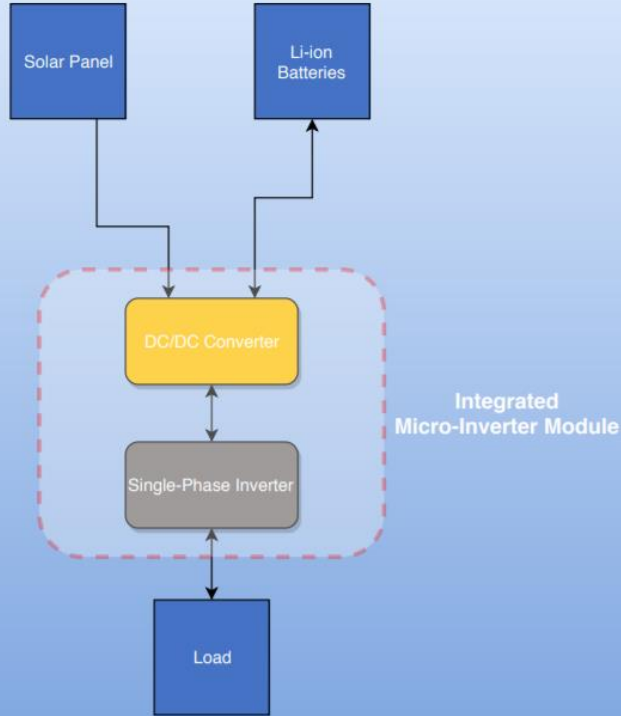 Solar Panel
Li-ion
Batteries
DC/DC Converter
Integrated
Micro-Inverter Module
Single-Phase Inverter
Load